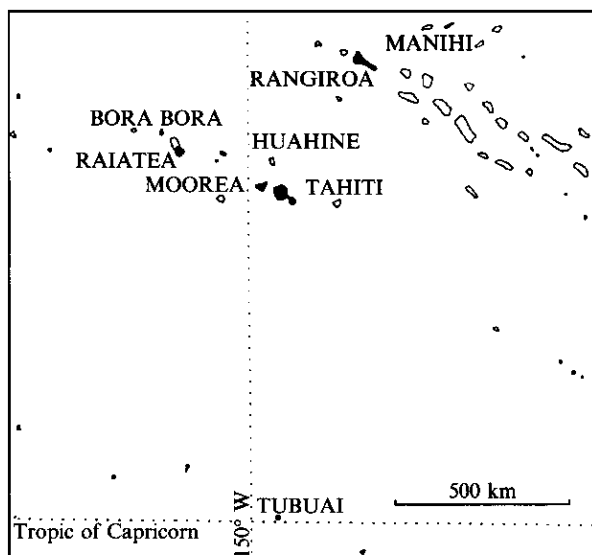 MANIHI
RANGIROA
BORA BORA
HUAHINE
RAIATEA
MOOREA
TAHITI
500 km
150° W
TUBUAI
Tropic of Capricorn